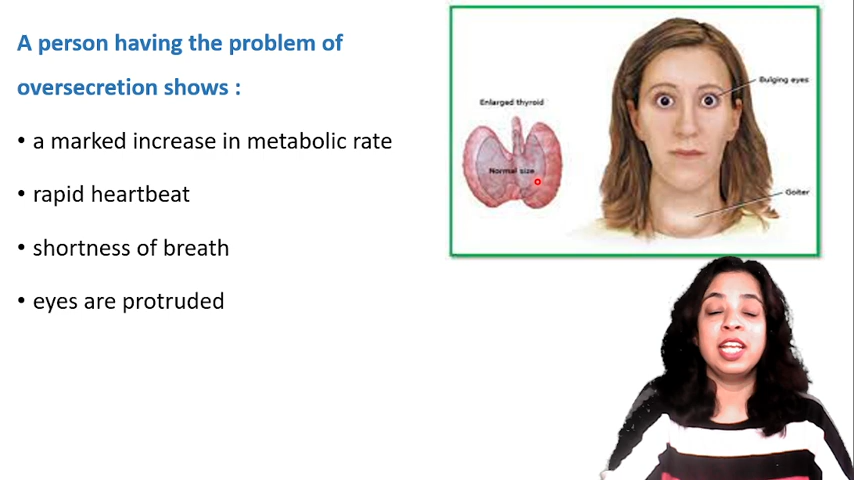 A person having the problem of
oversecretion shows :
• a marked increase in metabolic rate
• rapid heartbeat
• shortness of breath
• eyes are protruded
Enlarged thyroid
Normal size
Bulging eyes
Goiter